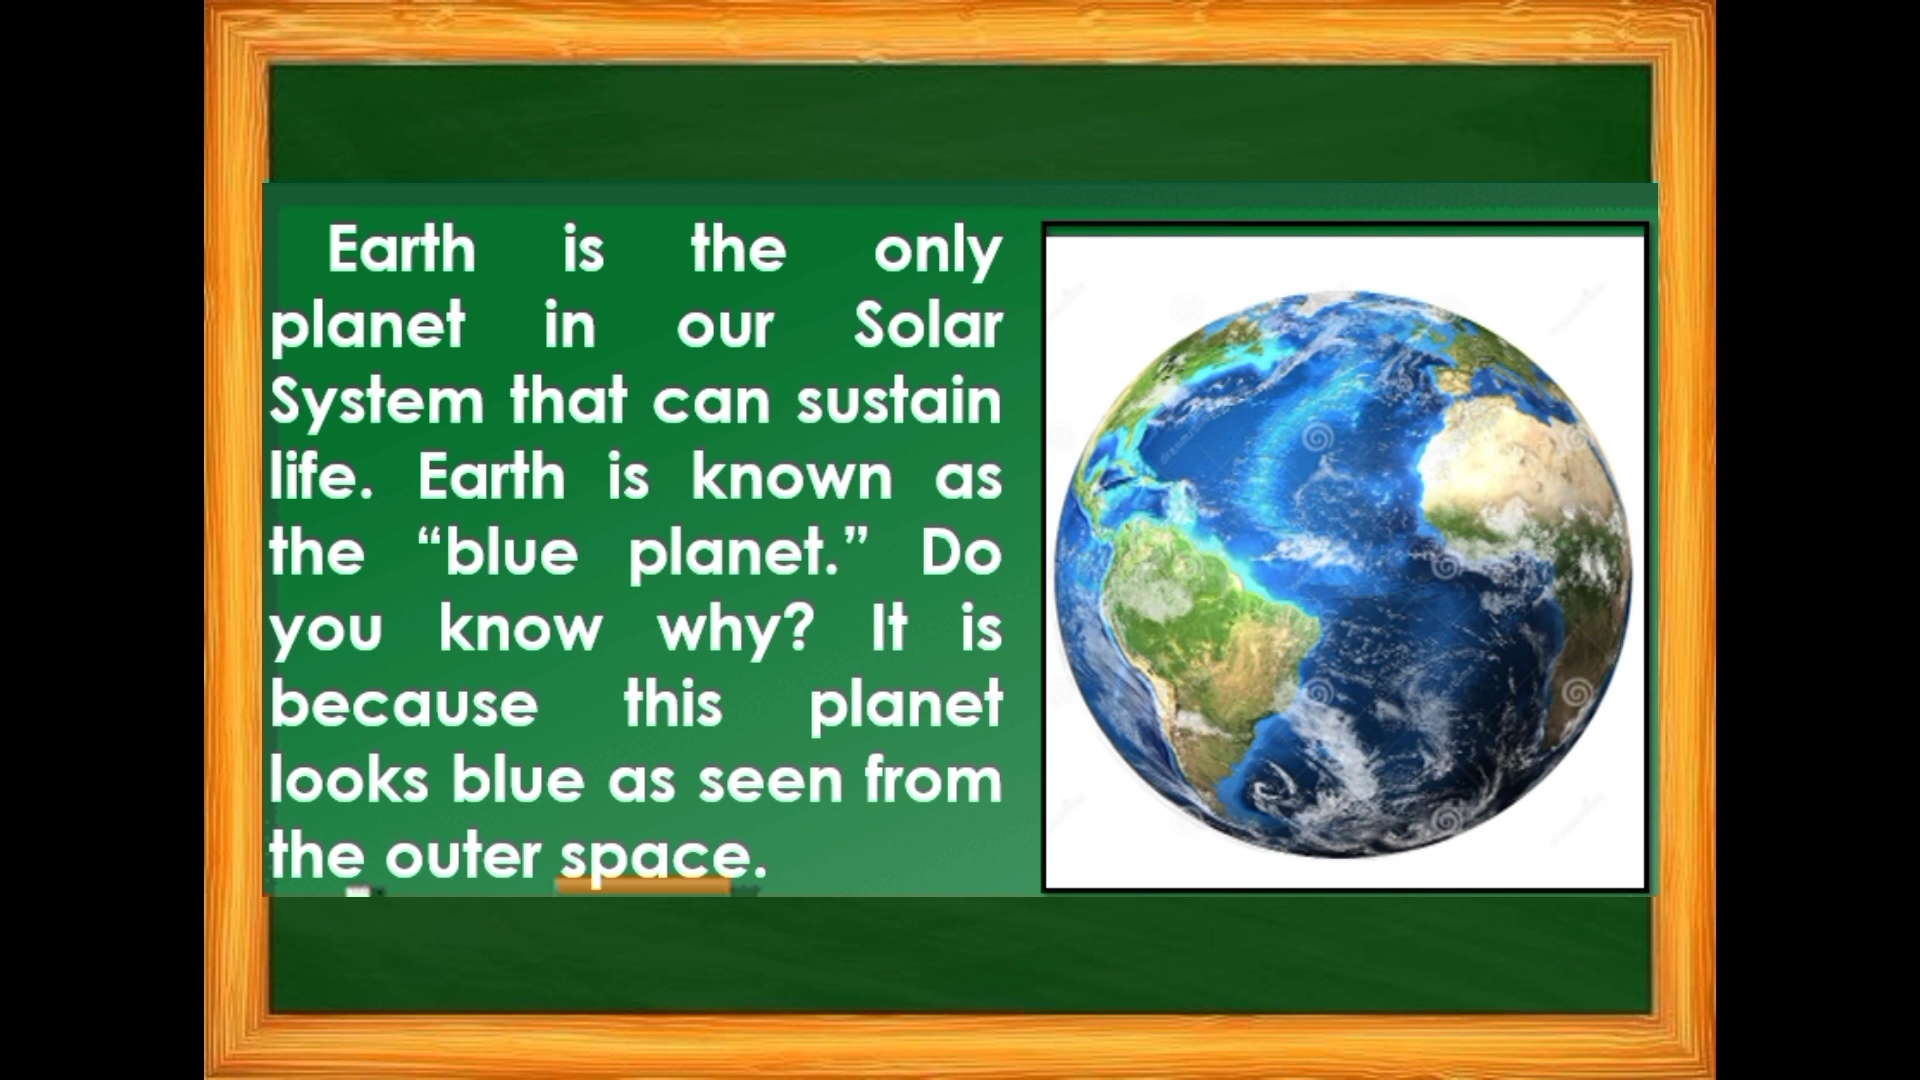 Earth is the only
planet in our Solar
System that can sustain
life. Earth is known as
the “blue planet.” Do
you know why? It is
because this planet
looks blue as seen from
the outer space.